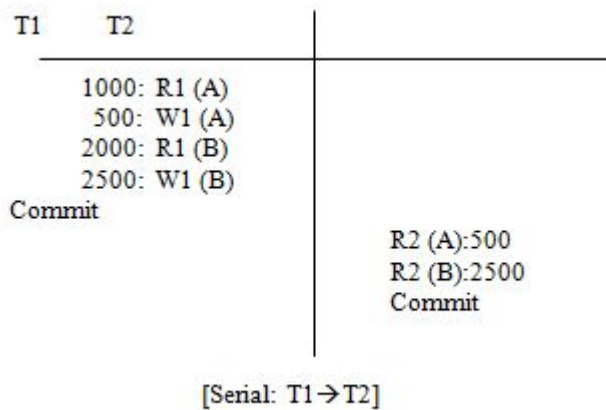 T1 T2
1000: R1 (A)
500: W1 (A)
2000: R1 (B)
2500: W1 (B)
Commit
R2 (A):500
R2 (B):2500
Commit
[Serial: T1→T2]